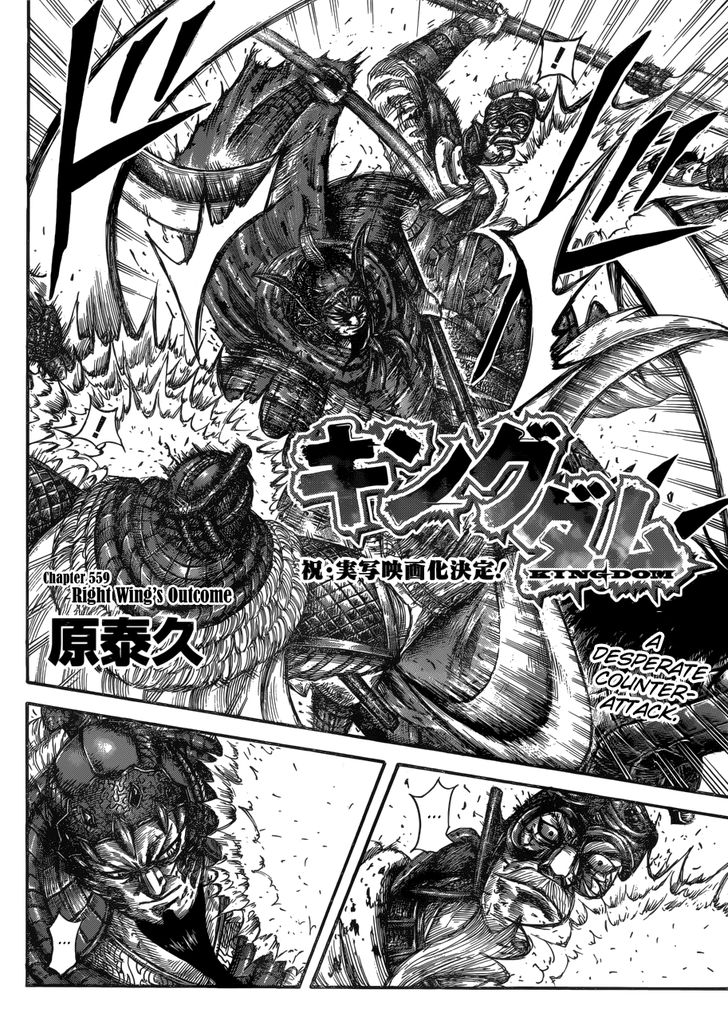 !
ドドッ
!
キングダム
KINGDOM
祝・実写映画化決定!
Chapter 559
Right Wing's Outcome
原泰久
A
DESPERATE
COUNTER-
ATTACK.
...
...